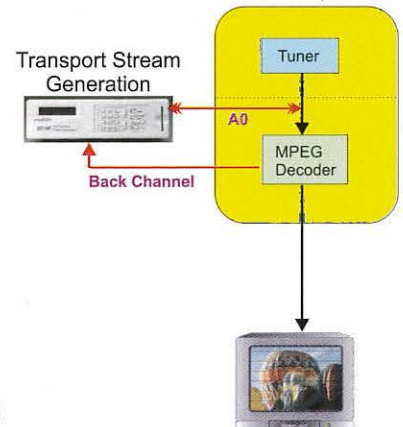 Transport Stream
Generation
Tuner
A0
MPEG
Decoder
Back Channel